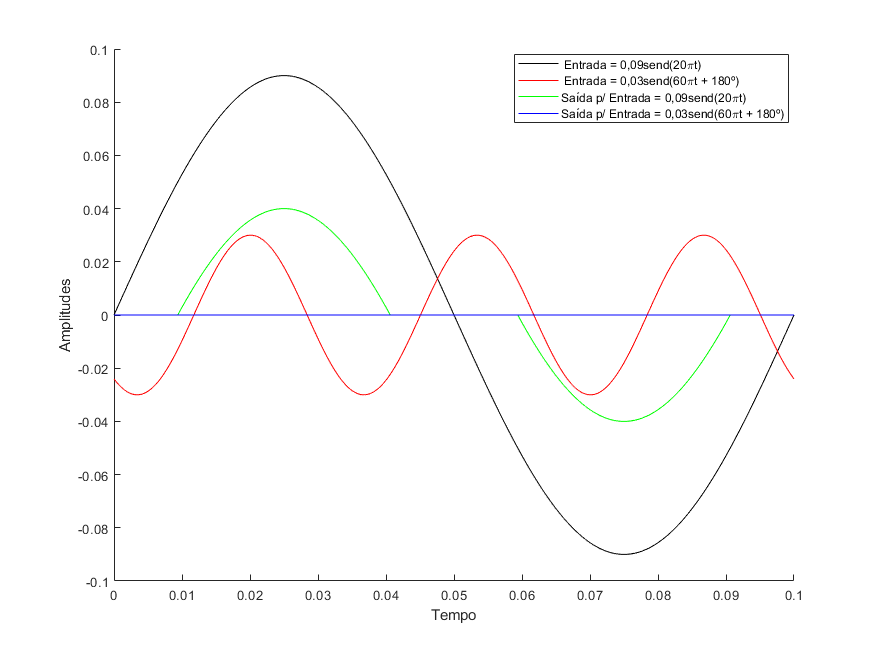 Entrada = 0,09send(20πt)
Entrada = 0,03send(60πt + 180º)
Saída p/ Entrada = 0,09send(20πt)
Saída p/ Entrada = 0,03send(60πt + 180º)
0.1
0.08
0.06
0.04
0.02
0
-0.02
-0.04
-0.06
-0.08
-0.1
Amplitudes
0 0.01 0.02 0.03 0.04 0.05 0.06 0.07 0.08 0.09 0.1
Tempo